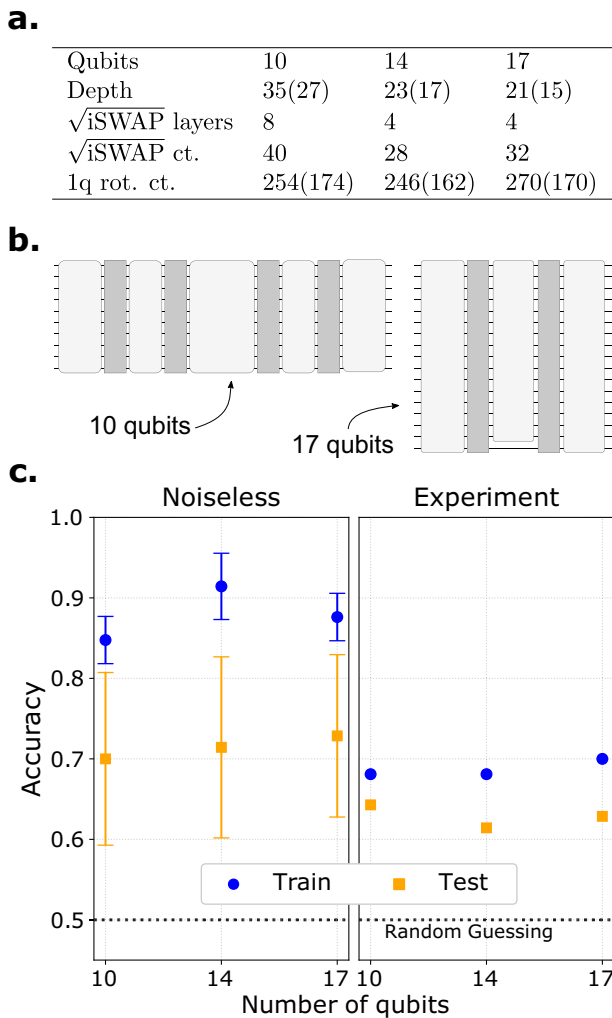 a.
Qubits 10 14 17
Depth 35(27) 23(17) 21(15)
√iSWAP layers 8 4 4
√iSWAP ct. 40 28 32
1q rot. ct. 254(174) 246(162) 270(170)
b.
10 qubits
17 qubits
c.
Noiseless Experiment
1.0
0.9
0.8
0.7
0.6
0.5
Accuracy
Train Test
Random Guessing
10 14 17 10 14 17
Number of qubits